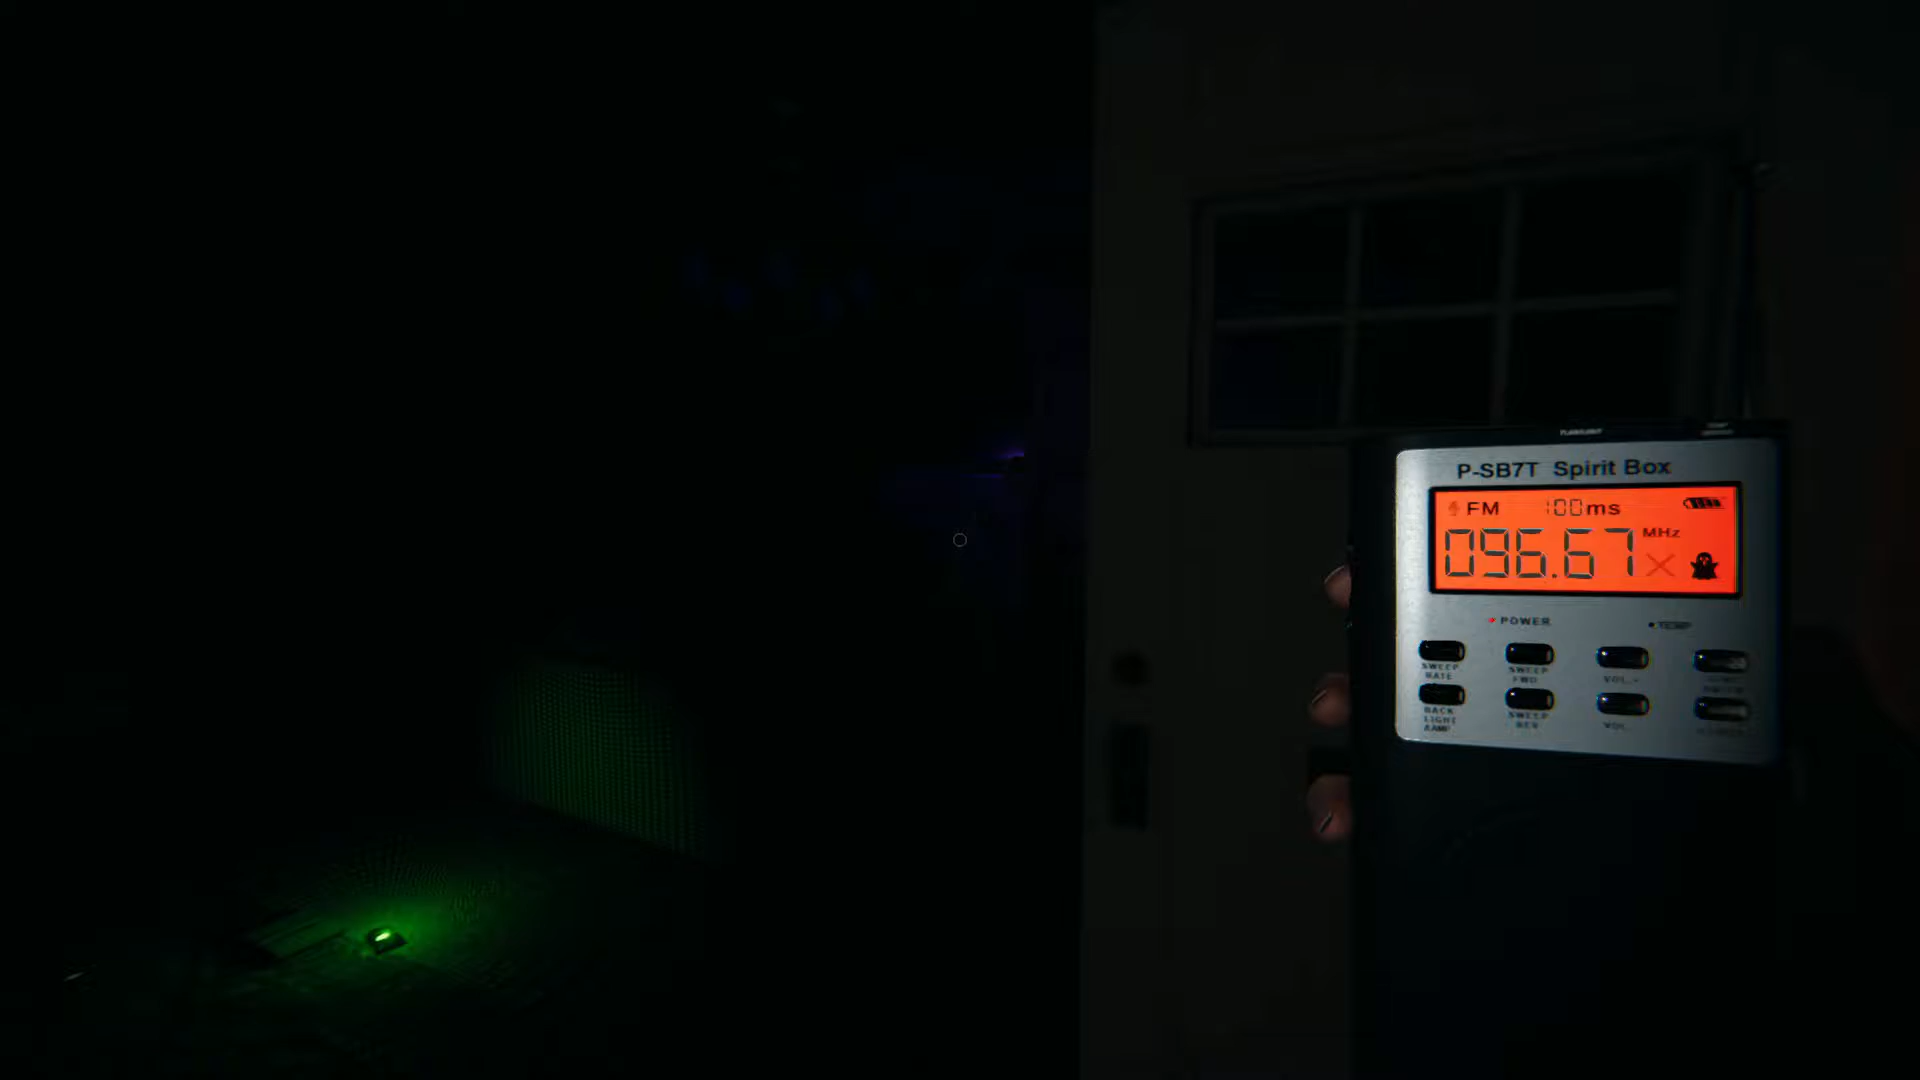 P-SB7T Spirit Box
FM 100ms
096.67 MHz
POWER
SWEEP RATE
SWEEP FWD
VOL.+
BACK LIGHT
SWEEP REV
VOL